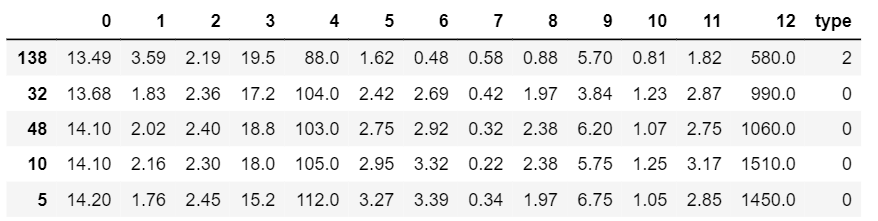 0 1 2 3 4 5 6 7 8 9 10 11 12 type
138 13.49 3.59 2.19 19.5 88.0 1.62 0.48 0.58 0.88 5.70 0.81 1.82 580.0 2
32 13.68 1.83 2.36 17.2 104.0 2.42 2.69 0.42 1.97 3.84 1.23 2.87 990.0 0
48 14.10 2.02 2.40 18.8 103.0 2.75 2.92 0.32 2.38 6.20 1.07 2.75 1060.0 0
10 14.10 2.16 2.30 18.0 105.0 2.95 3.32 0.22 2.38 5.75 1.25 3.17 1510.0 0
5 14.20 1.76 2.45 15.2 112.0 3.27 3.39 0.34 1.97 6.75 1.05 2.85 1450.0 0